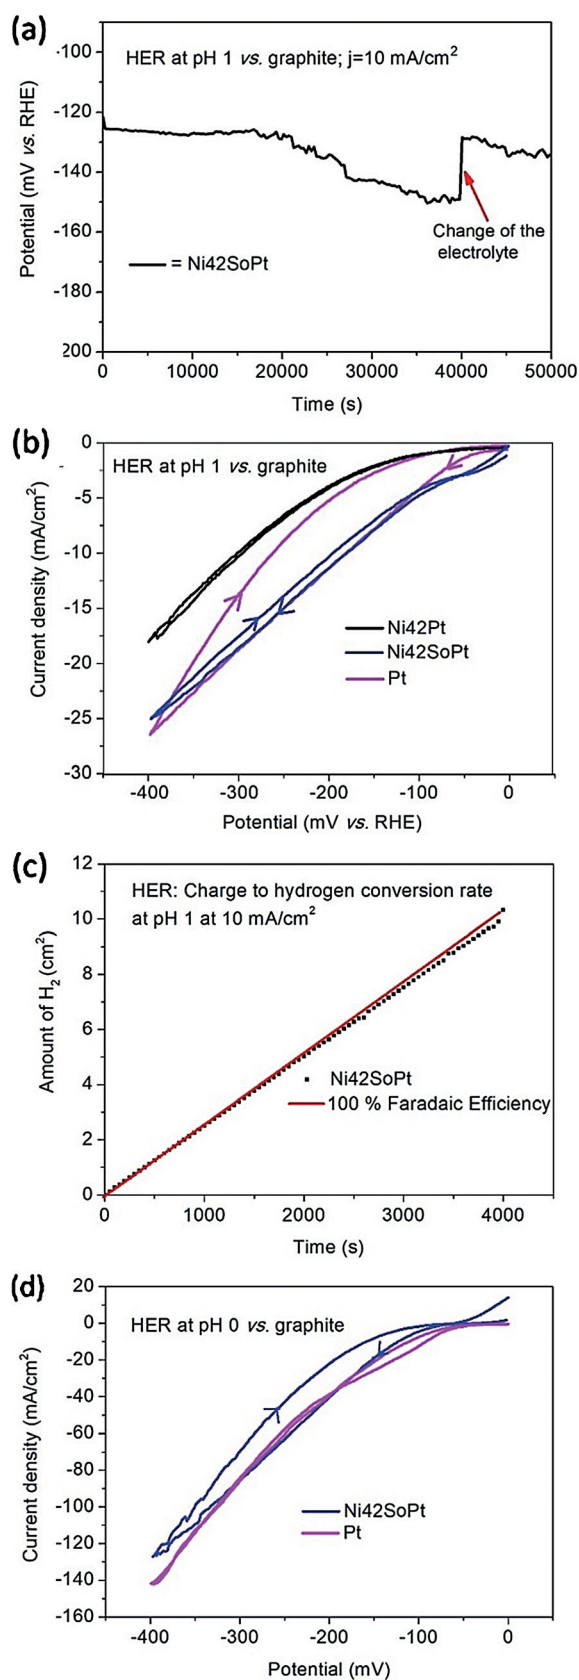 (a)
HER at pH 1 vs. graphite; j=10 mA/cm²
-100
-120
-140
-160
-180
200
Potential (mV vs. RHE)
Change of the
electrolyte
= Ni42SoPt
0 10000 20000 30000 40000 50000
Time (s)
(b)
HER at pH 1 vs. graphite
0
-5
-10
-15
-20
-25
-30
Current density (mA/cm²)
Ni42Pt
Ni42SoPt
Pt
-400 -300 -200 -100 0
Potential (mV vs. RHE)
(c)
HER: Charge to hydrogen conversion rate
at pH 1 at 10 mA/cm²
12
10
8
6
4
2
0
Amount of H₂ (cm²)
Ni42SoPt
100 % Faradaic Efficiency
0 1000 2000 3000 4000
Time (s)
(d)
HER at pH 0 vs. graphite
20
0
-20
-40
-60
-80
-100
-120
-140
-160
Current density (mA/cm²)
Ni42SoPt
Pt
-400 -300 -200 -100 0
Potential (mV)